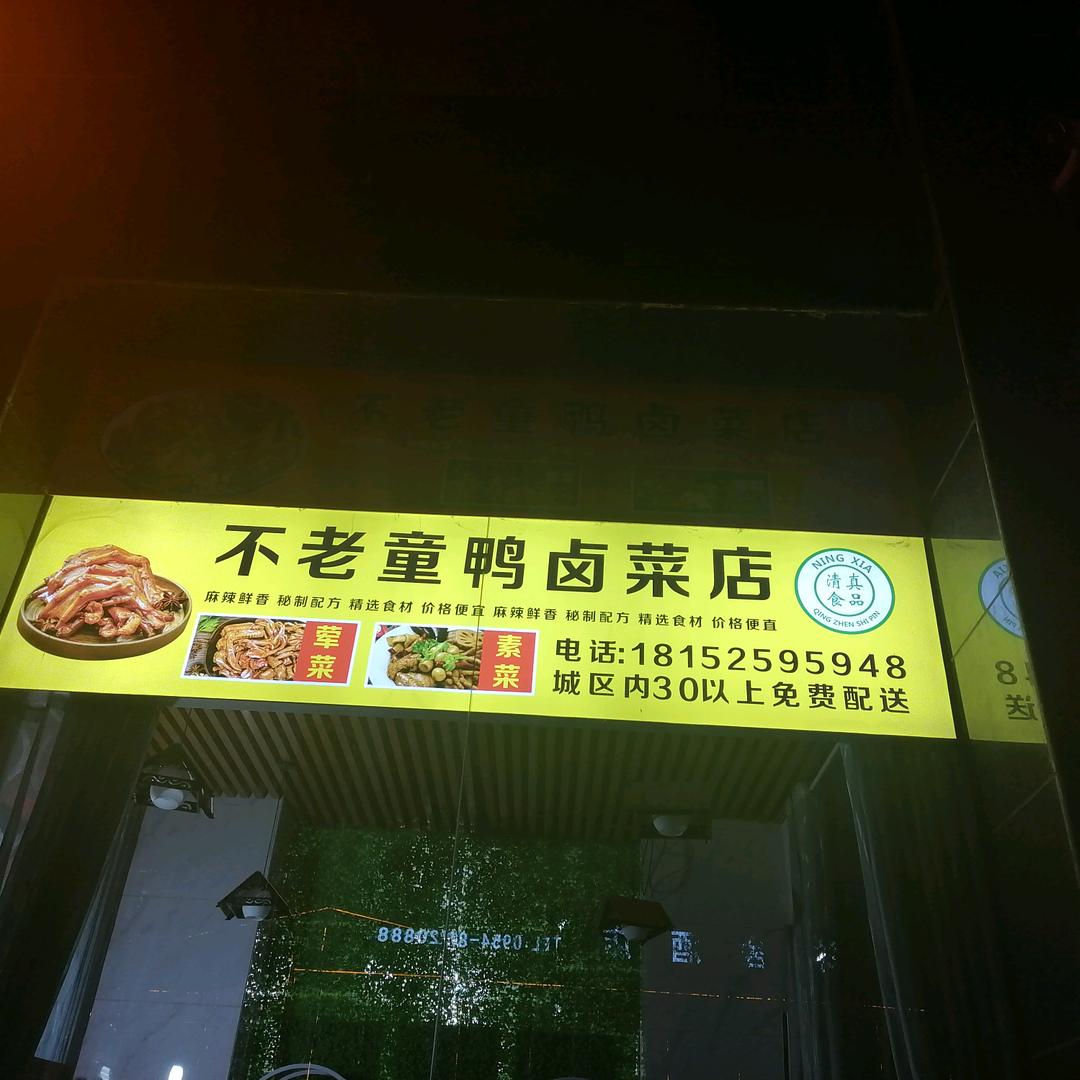 不老童鸭卤菜店
麻辣鲜香 秘制配方 精选食材 价格便宜 麻辣鲜香 秘制配方 精选食材 价格便直
NING XIA
清真
食品
QING ZHEN SHI PIN
荤菜
素菜
电话:18152595948
城区内30以上免费配送